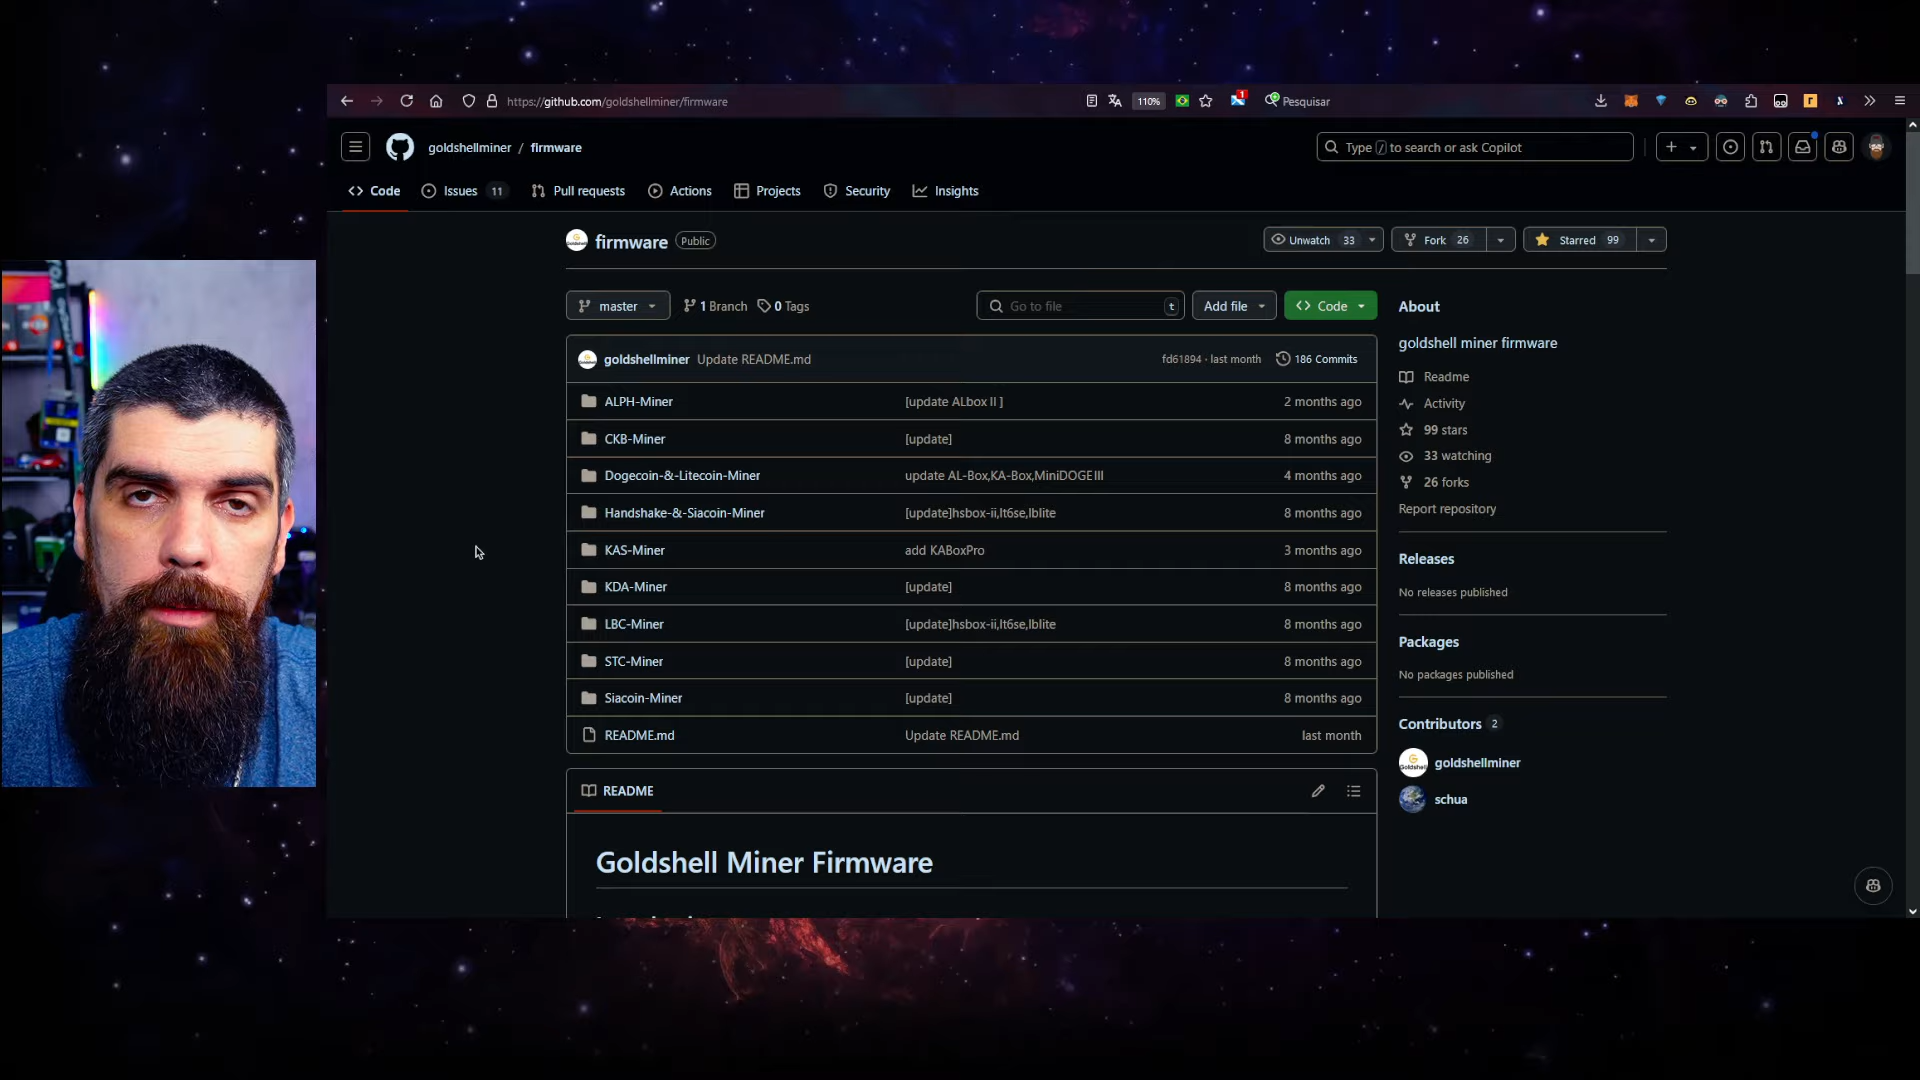 https://github.com/goldshellminer/firmware
110%
1
Pesquisar
goldshellminer / firmware
Type / to search or ask Copilot
Code
Issues 11
Pull requests
Actions
Projects
Security
Insights
firmware Public
Unwatch 33
Fork 26
Starred 99
master
1 Branch
0 Tags
Go to file t
Add file
Code
goldshellminer Update README.md fd61894 · last month 186 Commits
ALPH-Miner [update ALbox II ] 2 months ago
CKB-Miner [update] 8 months ago
Dogecoin-&-Litecoin-Miner update AL-Box,KA-Box,MiniDOGEIII 4 months ago
Handshake-&-Siacoin-Miner [update]hsbox-ii,lt6se,lblite 8 months ago
KAS-Miner add KABoxPro 3 months ago
KDA-Miner [update] 8 months ago
LBC-Miner [update]hsbox-ii,lt6se,lblite 8 months ago
STC-Miner [update] 8 months ago
Siacoin-Miner [update] 8 months ago
README.md Update README.md last month
README
Goldshell Miner Firmware
About
goldshell miner firmware
Readme
Activity
99 stars
33 watching
26 forks
Report repository
Releases
No releases published
Packages
No packages published
Contributors 2
goldshellminer
schua